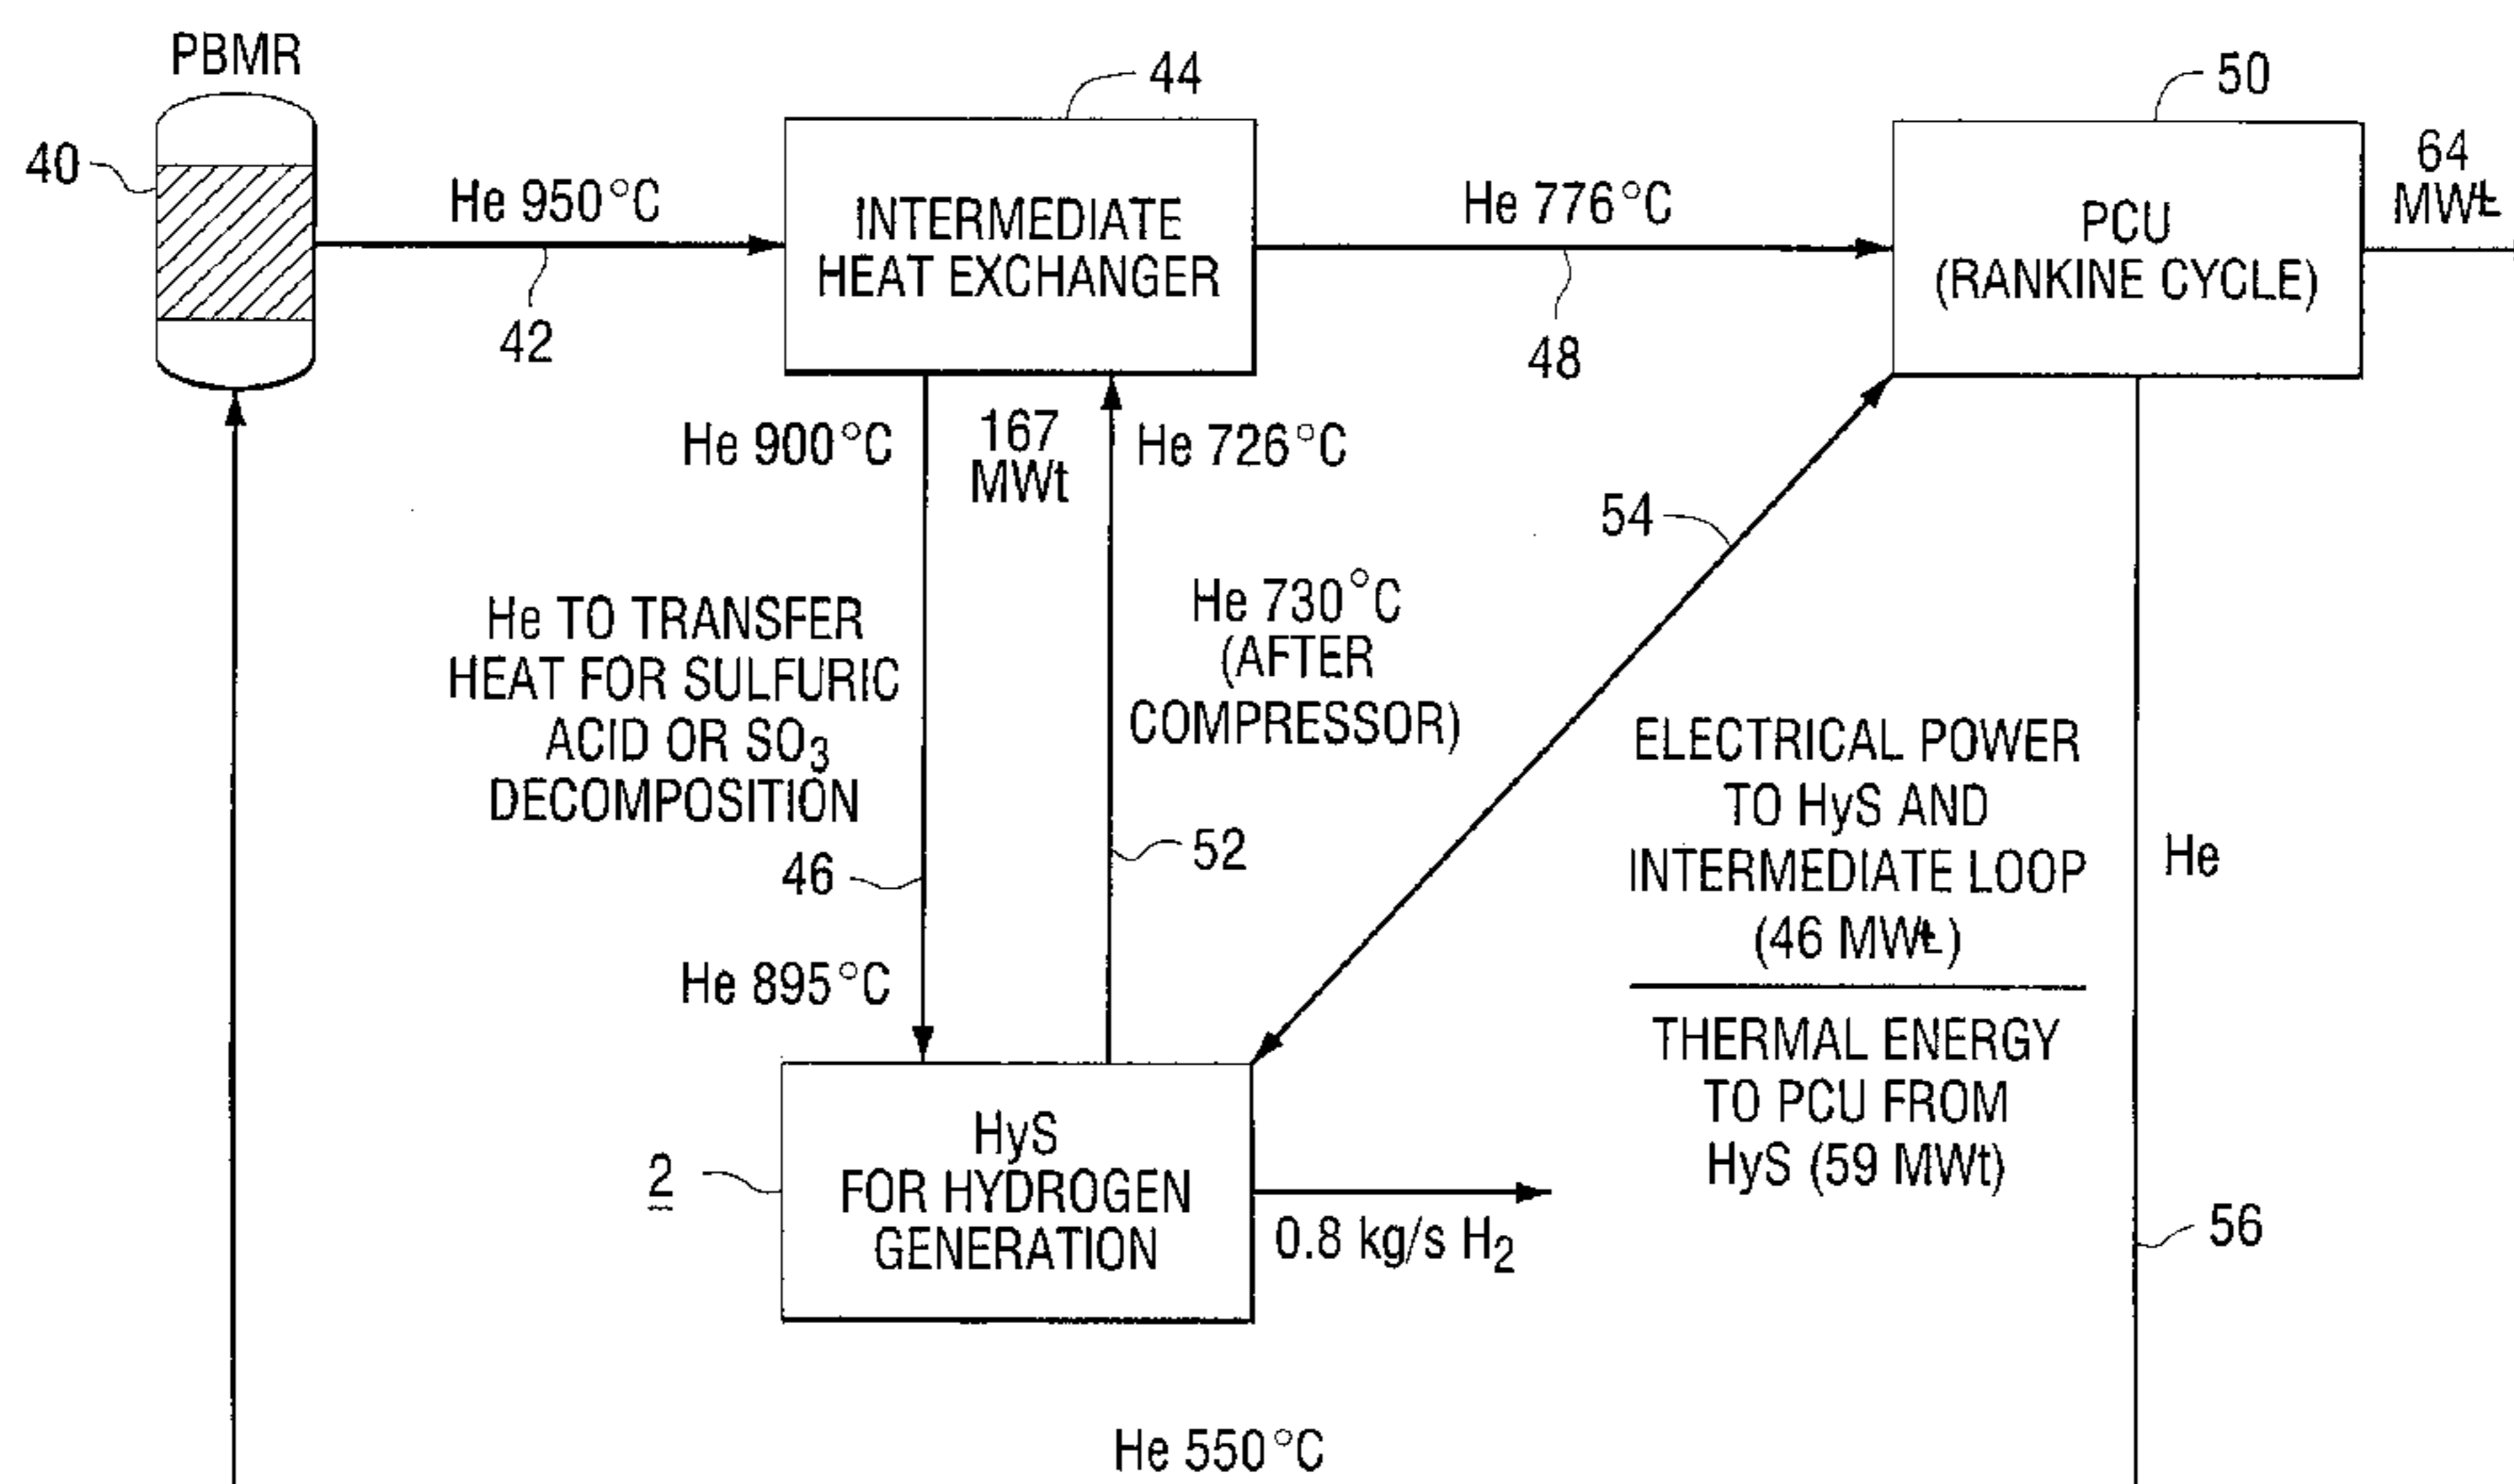 PBMR
44
50
40
He 950°C
42
INTERMEDIATE
HEAT EXCHANGER
He 776°C
48
PCU
(RANKINE CYCLE)
64
He 900°C
167
MWt
He 726°C
54
He TO TRANSFER
HEAT FOR SULFURIC
ACID OR SO₃
DECOMPOSITION
He 730°C
(AFTER
COMPRESSOR)
46
52
He 895°C
ELECTRICAL POWER
TO HyS AND
INTERMEDIATE LOOP
(46
THERMAL ENERGY
TO PCU FROM
HyS (59 MWt)
He
56
2
HyS
FOR HYDROGEN
GENERATION
0.8 kg/s H₂
He 550°C